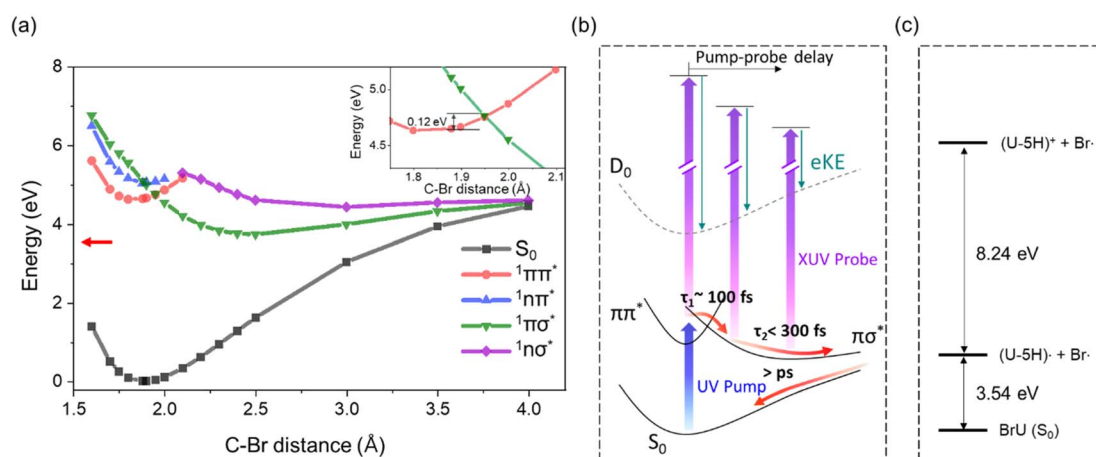 (a)
8
6
4
2
0
Energy (eV)
1.5
2.0
2.5
3.0
3.5
4.0
C-Br distance (Å)
5.0
4.5
Energy (eV)
0.12 eV
1.8
1.9
2.0
2.1
C-Br distance (Å)
S₀
¹ππ*
¹nπ*
¹πσ*
¹nσ*
(b)
Pump-probe delay
D₀
eKE
XUV Probe
τ₁~ 100 fs
ππ*
τ₂< 300 fs
πσ*
UV Pump
> ps
S₀
(c)
(U-5H)⁺ + Br·
8.24 eV
(U-5H)· + Br·
3.54 eV
BrU (S₀)